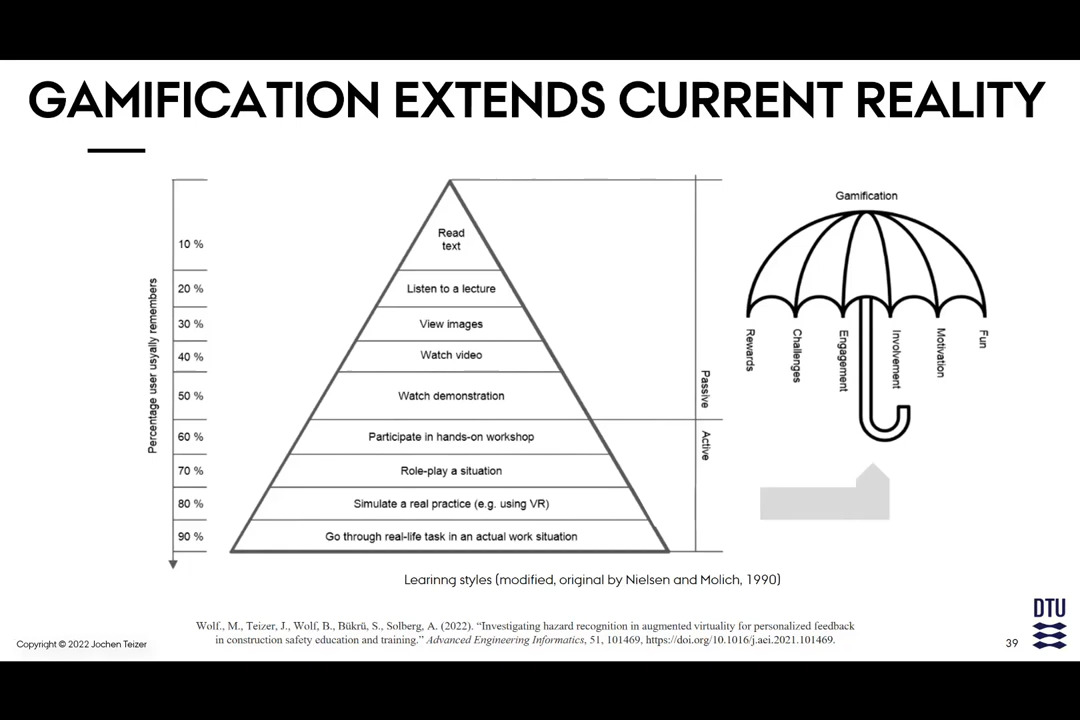 GAMIFICATION EXTENDS CURRENT REALITY
Percentage user usyally remembers
10 %
20 %
30 %
40 %
50 %
60 %
70 %
80 %
90 %
Read
text
Listen to a lecture
View images
Watch video
Watch demonstration
Participate in hands-on workshop
Role-play a situation
Simulate a real practice (e.g. using VR)
Go through real-life task in an actual work situation
Passive
Active
Gamification
Rewards
Challenges
Engagement
Involvement
Motivation
Fun
Learinng styles (modified, original by Nielsen and Molich, 1990)
Wolf., M., Teizer, J., Wolf, B., Bükrü, S., Solberg, A. (2022). “Investigating hazard recognition in augmented virtuality for personalized feedback
in construction safety education and training.” Advanced Engineering Informatics, 51, 101469, https://doi.org/10.1016/j.aei.2021.101469.
Copyright © 2022 Jochen Teizer
39
DTU